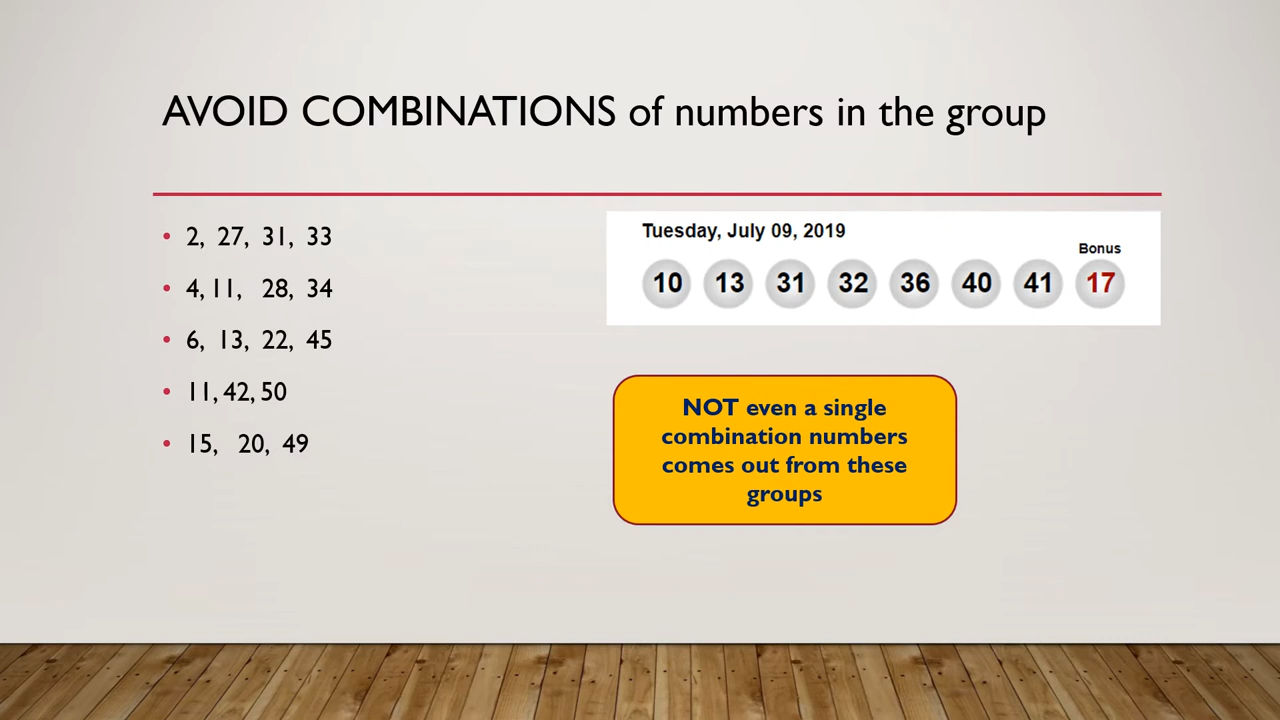 AVOID COMBINATIONS of numbers in the group
• 2, 27, 31, 33
• 4, 11, 28, 34
• 6, 13, 22, 45
• 11, 42, 50
• 15, 20, 49
Tuesday, July 09, 2019
Bonus
10 13 31 32 36 40 41 17
NOT even a single
combination numbers
comes out from these
groups